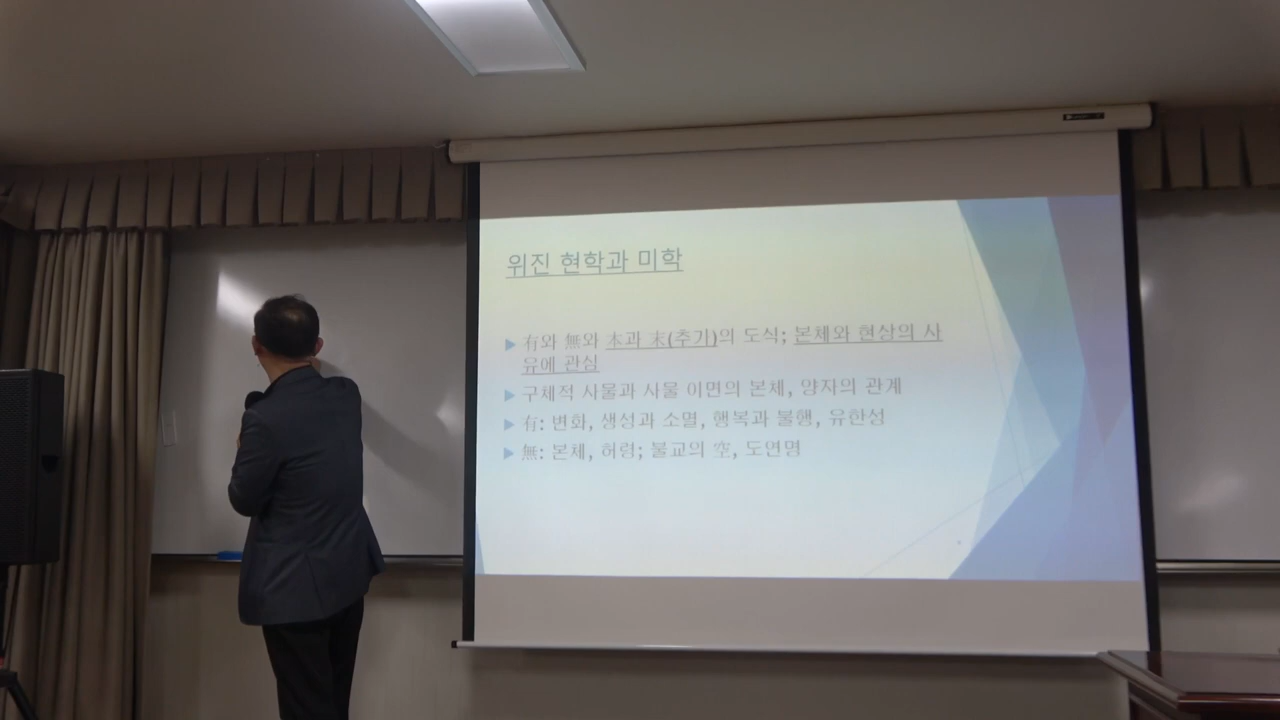 위진 현학과 미학
有와 無와 本과 末(추기)의 도식; 본체와 현상의 사
유에 관심
구체적 사물과 사물 이면의 본체, 양자의 관계
有: 변화, 생성과 소멸, 행복과 불행, 유한성
無: 본체, 허령; 불교의 空, 도연명